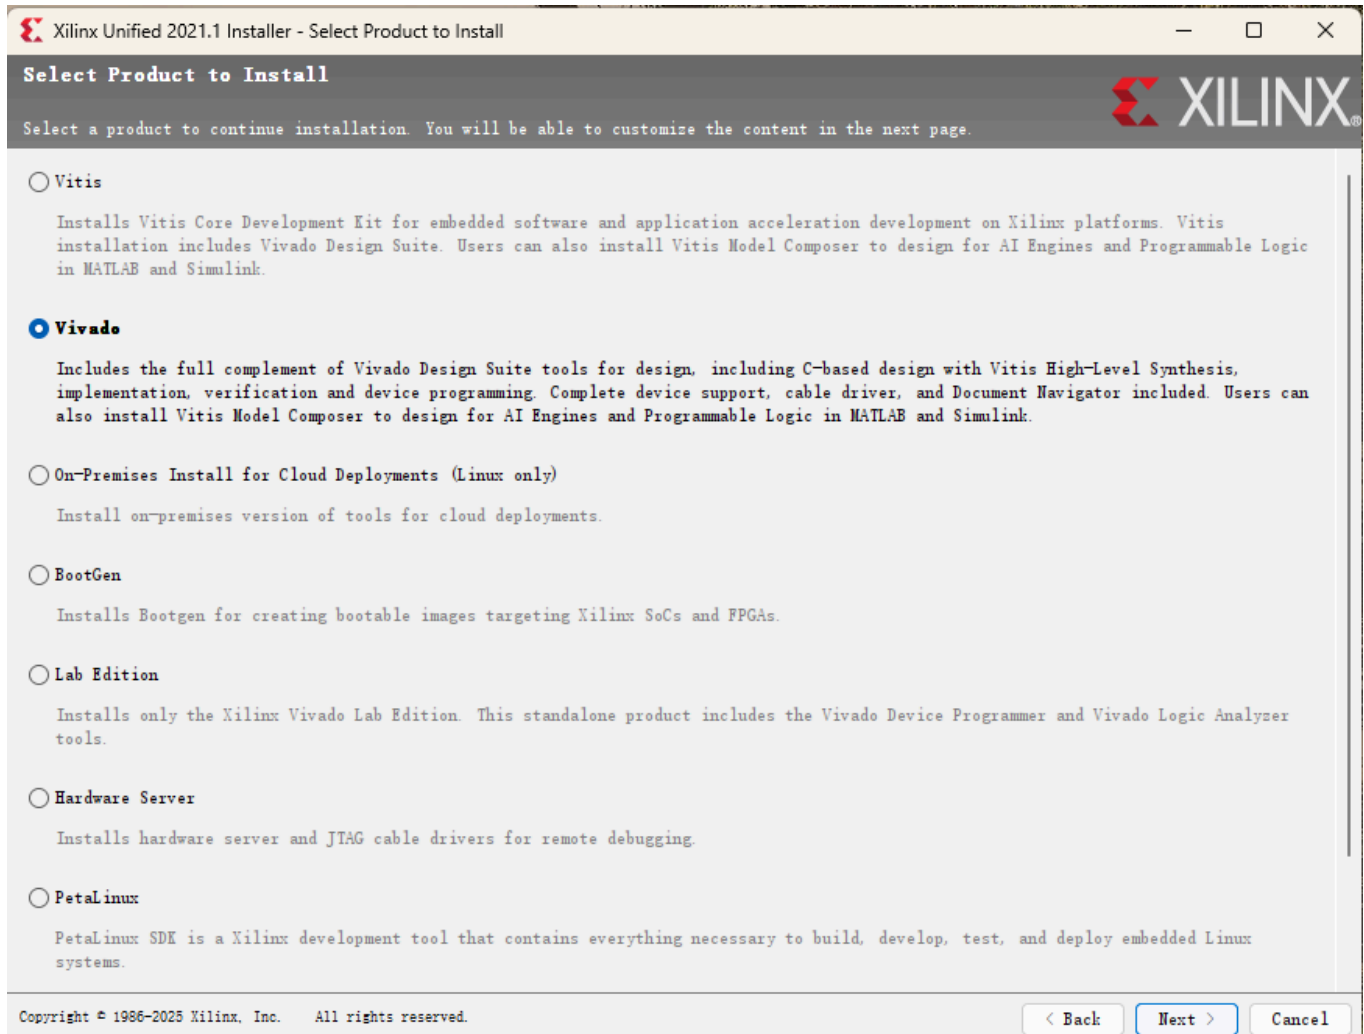 Xilinx Unified 2021.1 Installer - Select Product to Install
Select Product to Install
XILINX®
Select a product to continue installation. You will be able to customize the content in the next page.
Vitis
Installs Vitis Core Development Kit for embedded software and application acceleration development on Xilinx platforms. Vitis
installation includes Vivado Design Suite. Users can also install Vitis Model Composer to design for AI Engines and Programmable Logic
in MATLAB and Simulink.
Vivado
Includes the full complement of Vivado Design Suite tools for design, including C-based design with Vitis High-Level Synthesis,
implementation, verification and device programming. Complete device support, cable driver, and Document Navigator included. Users can
also install Vitis Model Composer to design for AI Engines and Programmable Logic in MATLAB and Simulink.
On-Premises Install for Cloud Deployments (Linux only)
Install on-premises version of tools for cloud deployments.
BootGen
Installs Bootgen for creating bootable images targeting Xilinx SoCs and FPGAs.
Lab Edition
Installs only the Xilinx Vivado Lab Edition. This standalone product includes the Vivado Device Programmer and Vivado Logic Analyzer
tools.
Hardware Server
Installs hardware server and JTAG cable drivers for remote debugging.
PetaLinux
PetaLinux SDK is a Xilinx development tool that contains everything necessary to build, develop, test, and deploy embedded Linux
systems.
Copyright © 1986-2025 Xilinx, Inc. All rights reserved.
< Back Next > Cancel